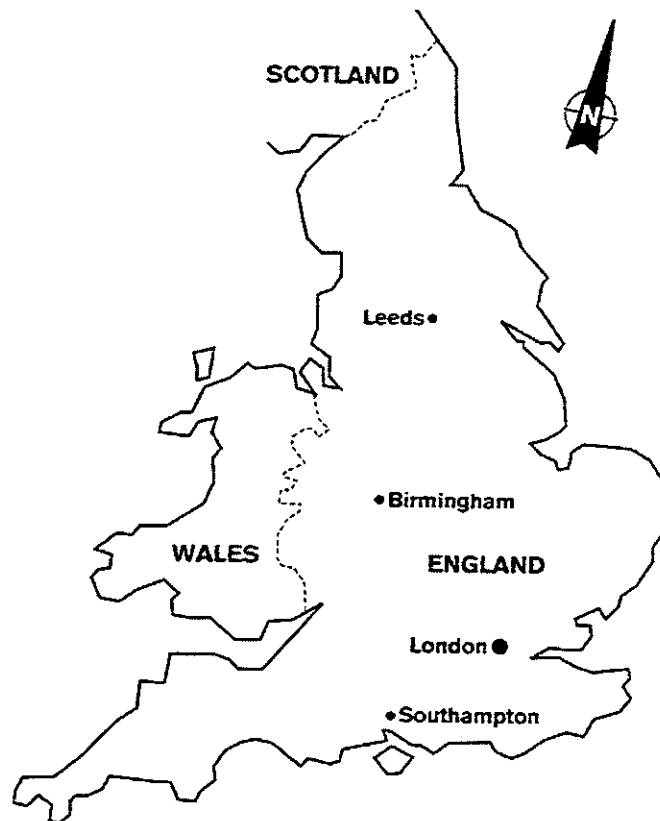 SCOTLAND
N
Leeds
Birmingham
WALES
ENGLAND
London
Southampton